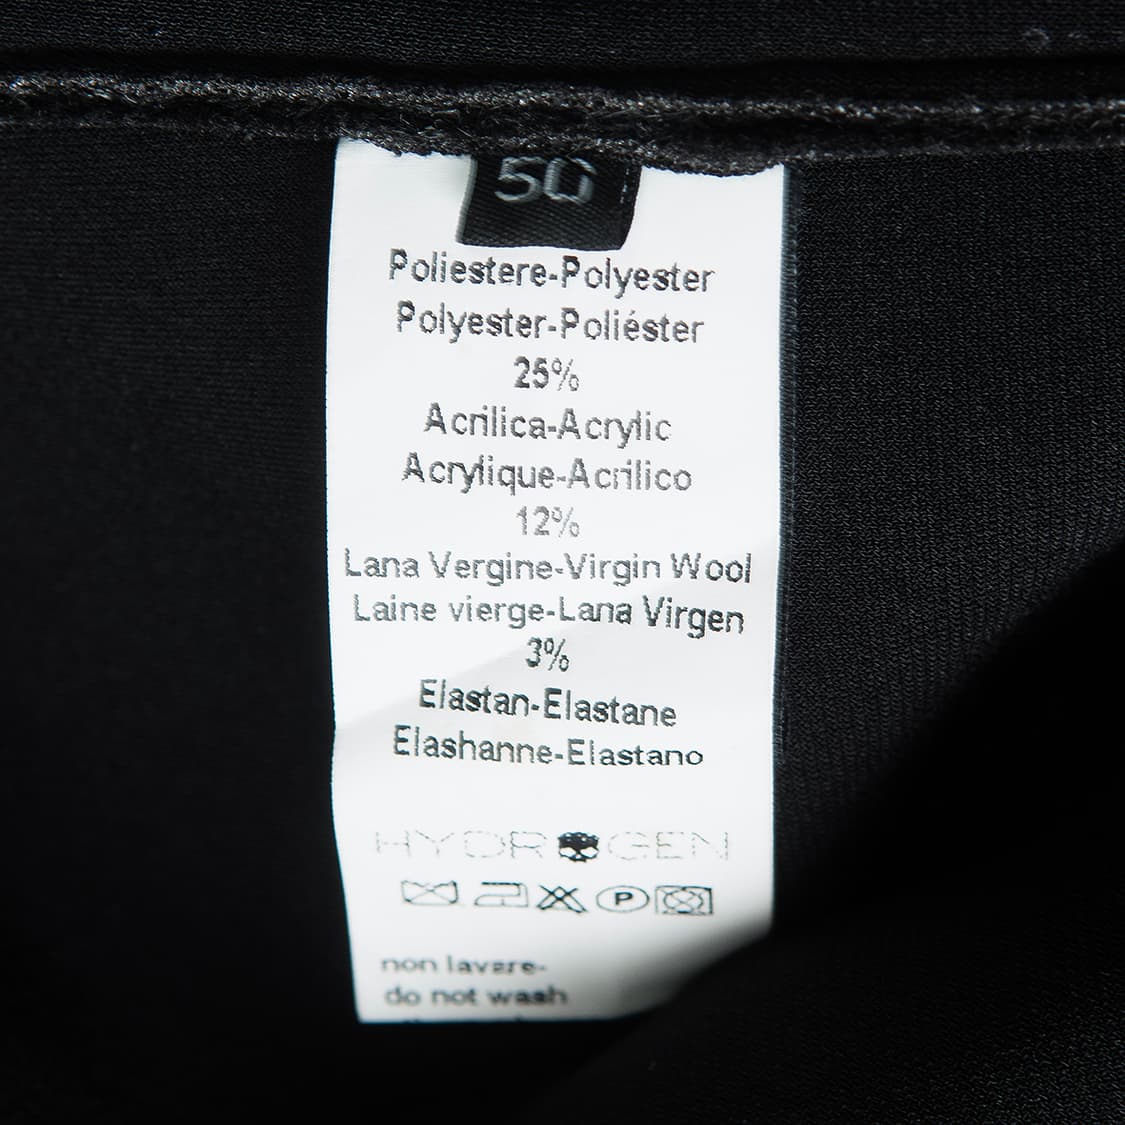 50
Poliestere-Polyester
Polyester-Poliéster
25%
Acrilica-Acrylic
Acrylique-Acrilico
12%
Lana Vergine-Virgin Wool
Laine vierge-Lana Virgen
3%
Elastan-Elastane
Elashanne-Elastano
HYDROGEN
P
non lavare-
do not wash